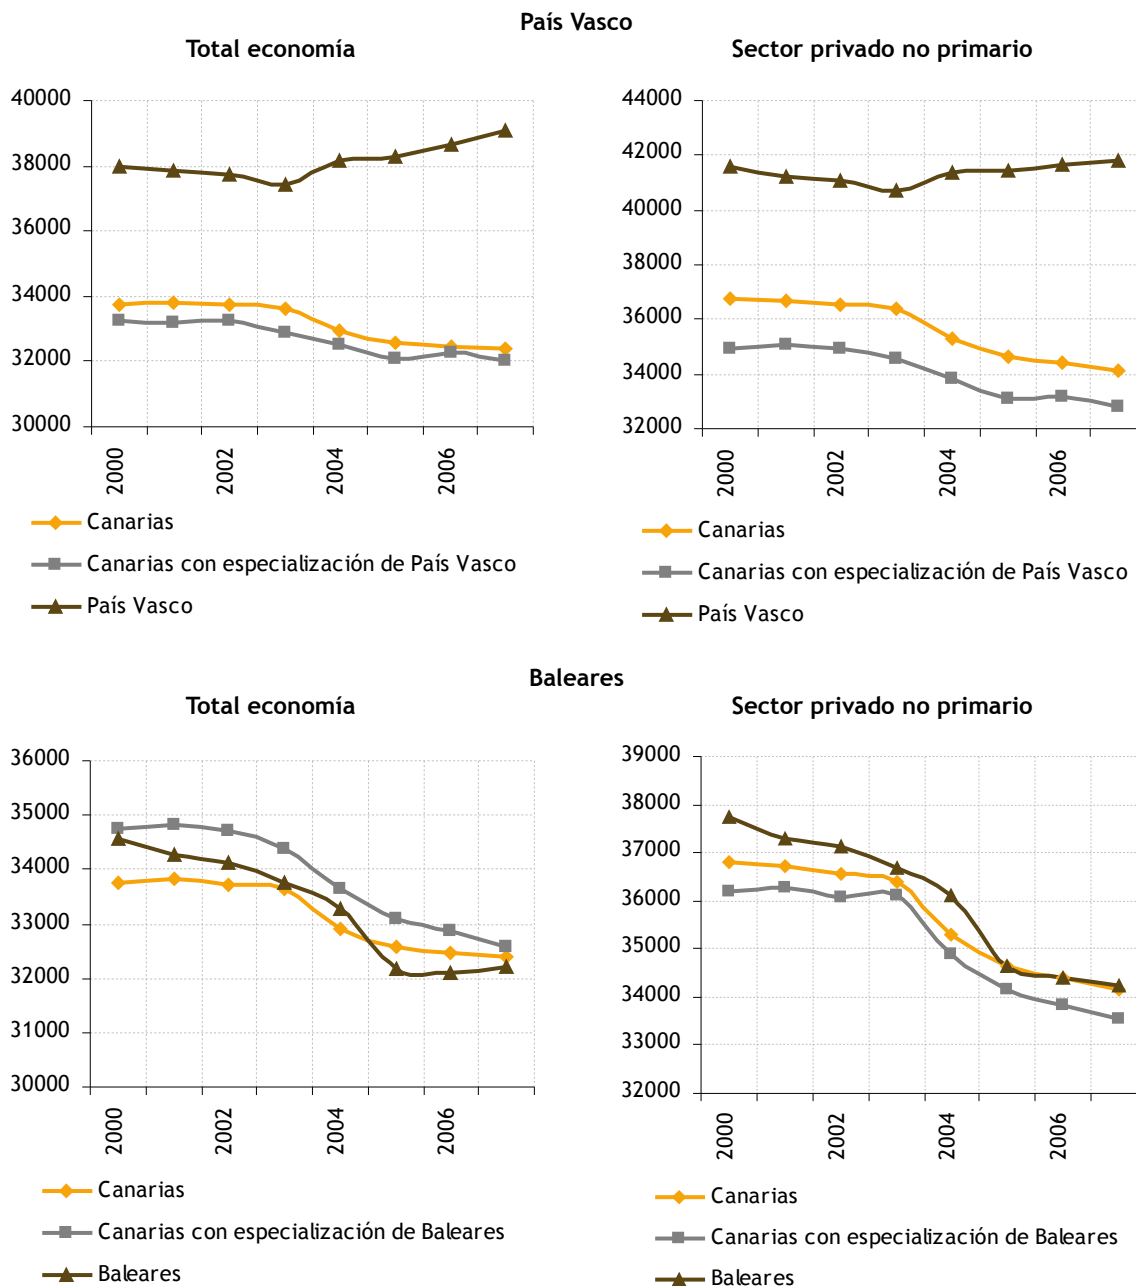 País Vasco
Total economía
Sector privado no primario
40000
38000
36000
34000
32000
30000
2000
2002
2004
2006
Canarias
Canarias con especialización de País Vasco
País Vasco
44000
42000
40000
38000
36000
34000
32000
2000
2002
2004
2006
Canarias
Canarias con especialización de País Vasco
País Vasco
Baleares
Total economía
Sector privado no primario
36000
35000
34000
33000
32000
31000
30000
2000
2002
2004
2006
Canarias
Canarias con especialización de Baleares
Baleares
39000
38000
37000
36000
35000
34000
33000
32000
2000
2002
2004
2006
Canarias
Canarias con especialización de Baleares
Baleares